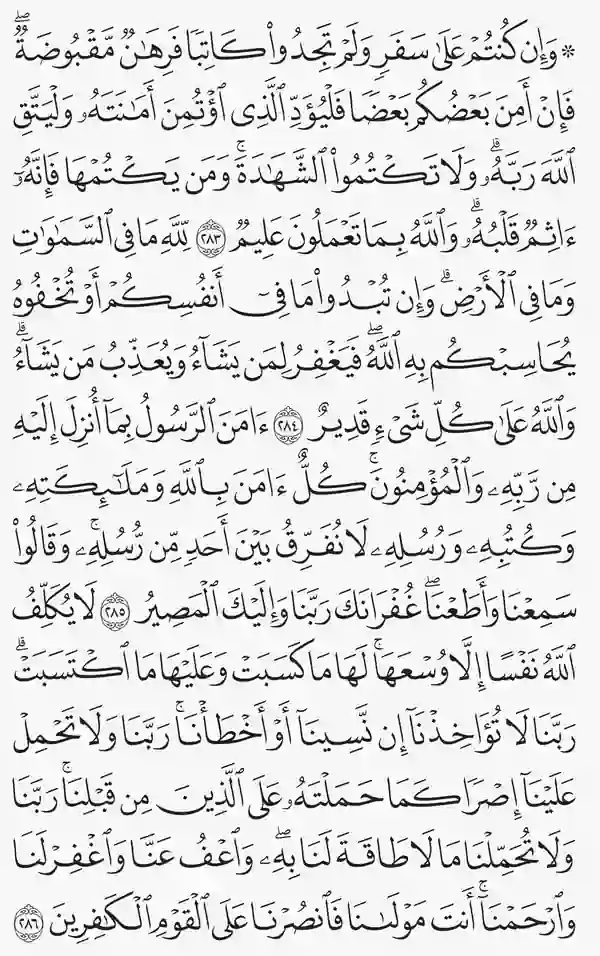 ۞ وَإِن كُنتُمْ عَلَىٰ سَفَرٍ وَلَمْ تَجِدُوا۟ كَاتِبًا فَرِهَـٰنٌ مَّقْبُوضَةٌ ۖ
فَإِنْ أَمِنَ بَعْضُكُم بَعْضًا فَلْيُؤَدِّ ٱلَّذِى ٱؤْتُمِنَ أَمَـٰنَتَهُۥ وَلْيَتَّقِ
ٱللَّهَ رَبَّهُۥ ۗ وَلَا تَكْتُمُوا۟ ٱلشَّهَـٰدَةَ ۚ وَمَن يَكْتُمْهَا فَإِنَّهُۥٓ
ءَاثِمٌ قَلْبُهُۥ ۗ وَٱللَّهُ بِمَا تَعْمَلُونَ عَلِيمٌ ٢٨٣ لِّلَّهِ مَا فِى ٱلسَّمَـٰوَٰتِ
وَمَا فِى ٱلْأَرْضِ ۗ وَإِن تُبْدُوا۟ مَا فِىٓ أَنفُسِكُمْ أَوْ تُخْفُوهُ
يُحَاسِبْكُم بِهِ ٱللَّهُ ۖ فَيَغْفِرُ لِمَن يَشَآءُ وَيُعَذِّبُ مَن يَشَآءُ ۗ
وَٱللَّهُ عَلَىٰ كُلِّ شَىْءٍ قَدِيرٌ ٢٨٤ ءَامَنَ ٱلرَّسُولُ بِمَآ أُنزِلَ إِلَيْهِ
مِن رَّبِّهِۦ وَٱلْمُؤْمِنُونَ ۚ كُلٌّ ءَامَنَ بِٱللَّهِ وَمَلَـٰٓئِكَتِهِۦ
وَكُتُبِهِۦ وَرُسُلِهِۦ لَا نُفَرِّقُ بَيْنَ أَحَدٍ مِّن رُّسُلِهِۦ ۚ وَقَالُوا۟
سَمِعْنَا وَأَطَعْنَا ۖ غُفْرَانَكَ رَبَّنَا وَإِلَيْكَ ٱلْمَصِيرُ ٢٨٥ لَا يُكَلِّفُ
ٱللَّهُ نَفْسًا إِلَّا وُسْعَهَا ۚ لَهَا مَا كَسَبَتْ وَعَلَيْهَا مَا ٱكْتَسَبَتْ ۗ
رَبَّنَا لَا تُؤَاخِذْنَآ إِن نَّسِينَآ أَوْ أَخْطَأْنَا ۚ رَبَّنَا وَلَا تَحْمِلْ
عَلَيْنَآ إِصْرًا كَمَا حَمَلْتَهُۥ عَلَى ٱلَّذِينَ مِن قَبْلِنَا ۚ رَبَّنَا
وَلَا تُحَمِّلْنَا مَا لَا طَاقَةَ لَنَا بِهِۦ ۖ وَٱعْفُ عَنَّا وَٱغْفِرْ لَنَا
وَٱرْحَمْنَآ ۚ أَنتَ مَوْلَىٰنَا فَٱنصُرْنَا عَلَى ٱلْقَوْمِ ٱلْكَـٰفِرِينَ ٢٨٦